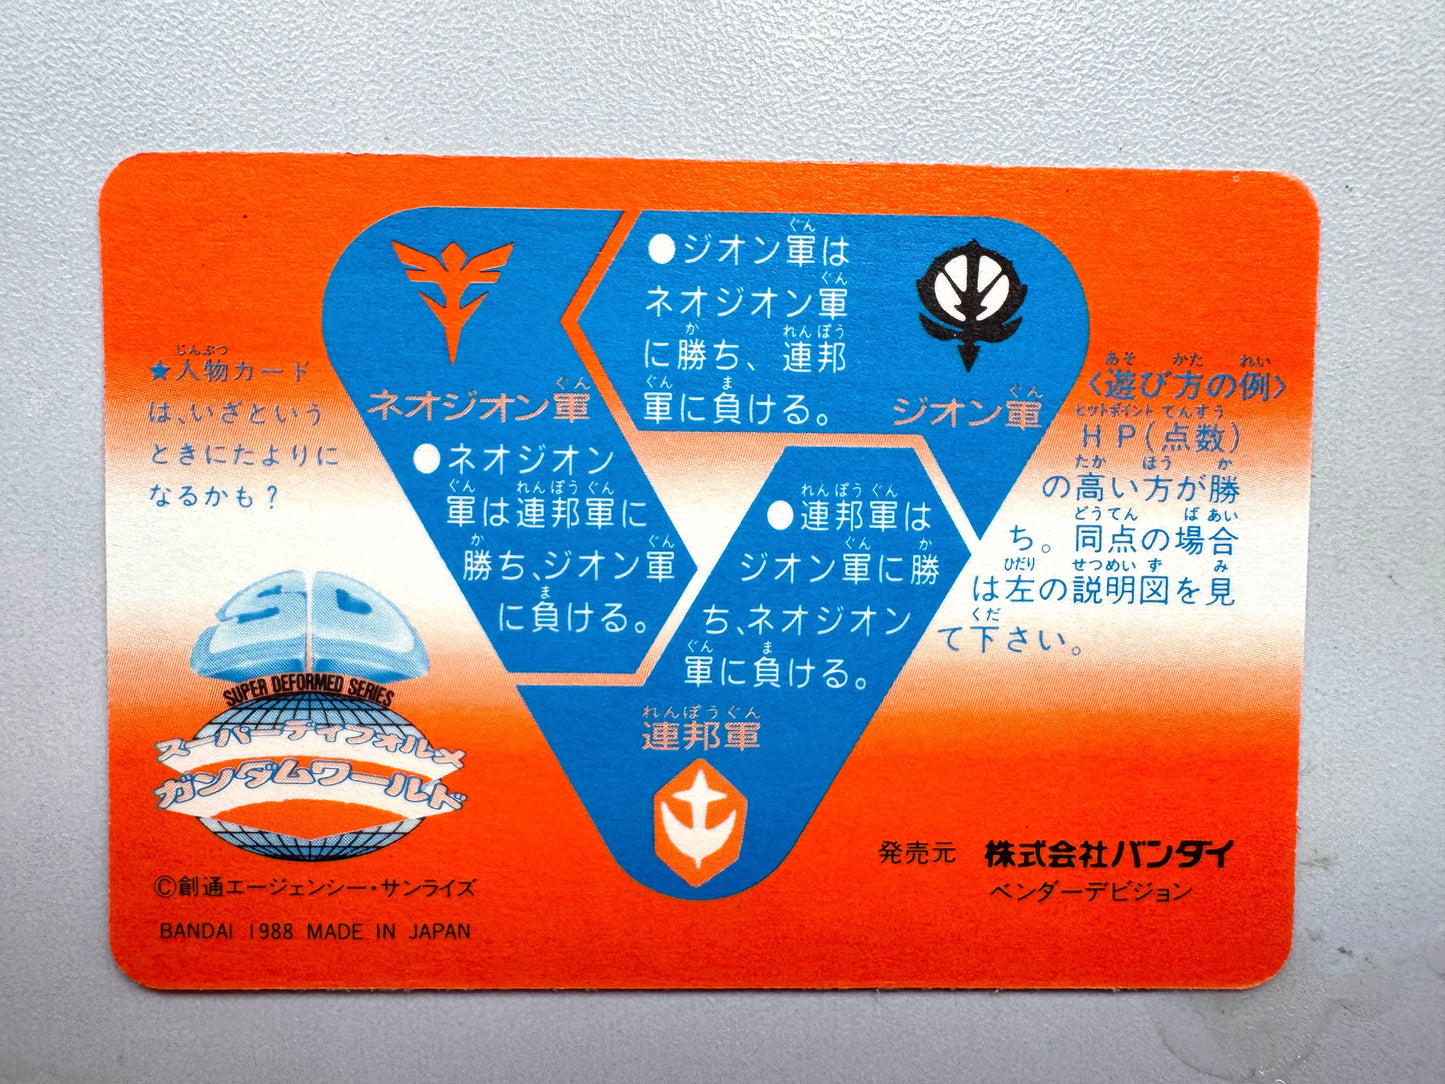 ●ジオン軍は
ネオジオン軍
に勝ち、連邦
軍に負ける。
ネオジオン軍
●ネオジオン
軍は連邦軍に
勝ち、ジオン軍
に負ける。
ジオン軍
●連邦軍は
ジオン軍に勝
ち、ネオジオン
軍に負ける。
連邦軍
★人物カード
は、いざという
ときにたよりに
なるかも？
〈遊び方の例〉
HP(点数)
の高い方が勝
ち。同点の場合
は左の説明図を見
て下さい。
SD
SUPER DEFORMED SERIES
スーパーディフォルメ
ガンダムワールド
©創通エージェンシー・サンライズ
BANDAI 1988 MADE IN JAPAN
発売元 株式会社バンダイ
ベンダーデビジョン